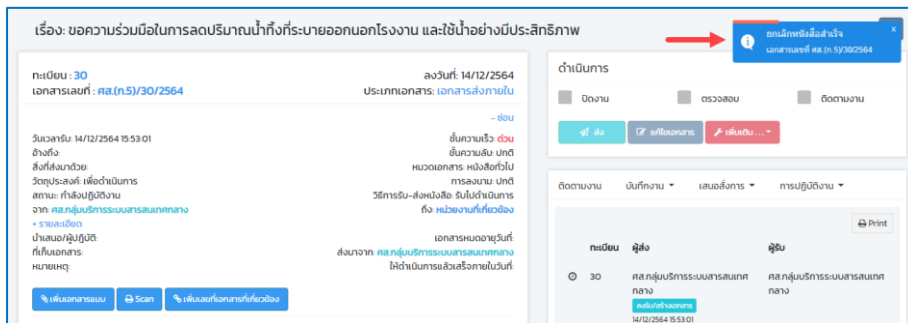 เรื่อง: ขอความร่วมมือในการลดปริมาณน้ำทิ้งที่ระบายออกนอกโรงงาน และใช้น้ำอย่างมีประสิทธิภาพ
ยกเลิกหนังสือสำเร็จ
x
เอกสารเลขที่ ศส.(ก.5)/30/2564
ทะเบียน : 30
ลงวันที่: 14/12/2564
เอกสารเลขที่ : ศส.(ก.5)/30/2564
ประเภทเอกสาร: เอกสารส่งภายใน
- ซ่อน
วันเวลารับ: 14/12/2564 15:53:01
ชั้นความเร็ว: ด่วน
อ้างถึง:
ชั้นความลับ: ปกติ
สิ่งที่ส่งมาด้วย:
หมวดเอกสาร: หนังสือทั่วไป
วัตถุประสงค์: เพื่อดำเนินการ
การลงนาม: ปกติ
สถานะ: กำลังปฏิบัติงาน
วิธีการรับ-ส่งหนังสือ: รับไปดำเนินการ
จาก: ศส.กลุ่มบริการระบบสารสนเทศกลาง
ถึง: หน่วยงานที่เกี่ยวข้อง
+ รายละเอียด
นำเสนอ/ผู้ปฏิบัติ:
เอกสารหมดอายุวันที่:
ที่เก็บเอกสาร:
ส่งมาจาก: ศส.กลุ่มบริการระบบสารสนเทศกลาง
หมายเหตุ:
ให้ดำเนินการแล้วเสร็จภายในวันที่:
เพิ่มเอกสารแนบ
Scan
เพิ่มเลขที่เอกสารที่เกี่ยวข้อง
ดำเนินการ
ปิดงาน
ตรวจสอบ
ติดตามงาน
ส่ง
แก้ไขเอกสาร
เพิ่มเติม...
ติดตามงาน
บันทึกงาน
เสนอสั่งการ
การปฏิบัติงาน
Print
ทะเบียน
ผู้ส่ง
ผู้รับ
30
ศส.กลุ่มบริการระบบสารสนเทศกลาง
ศส.กลุ่มบริการระบบสารสนเทศกลาง
ลงรับ/สร้างเอกสาร
14/12/2564 15:53:01